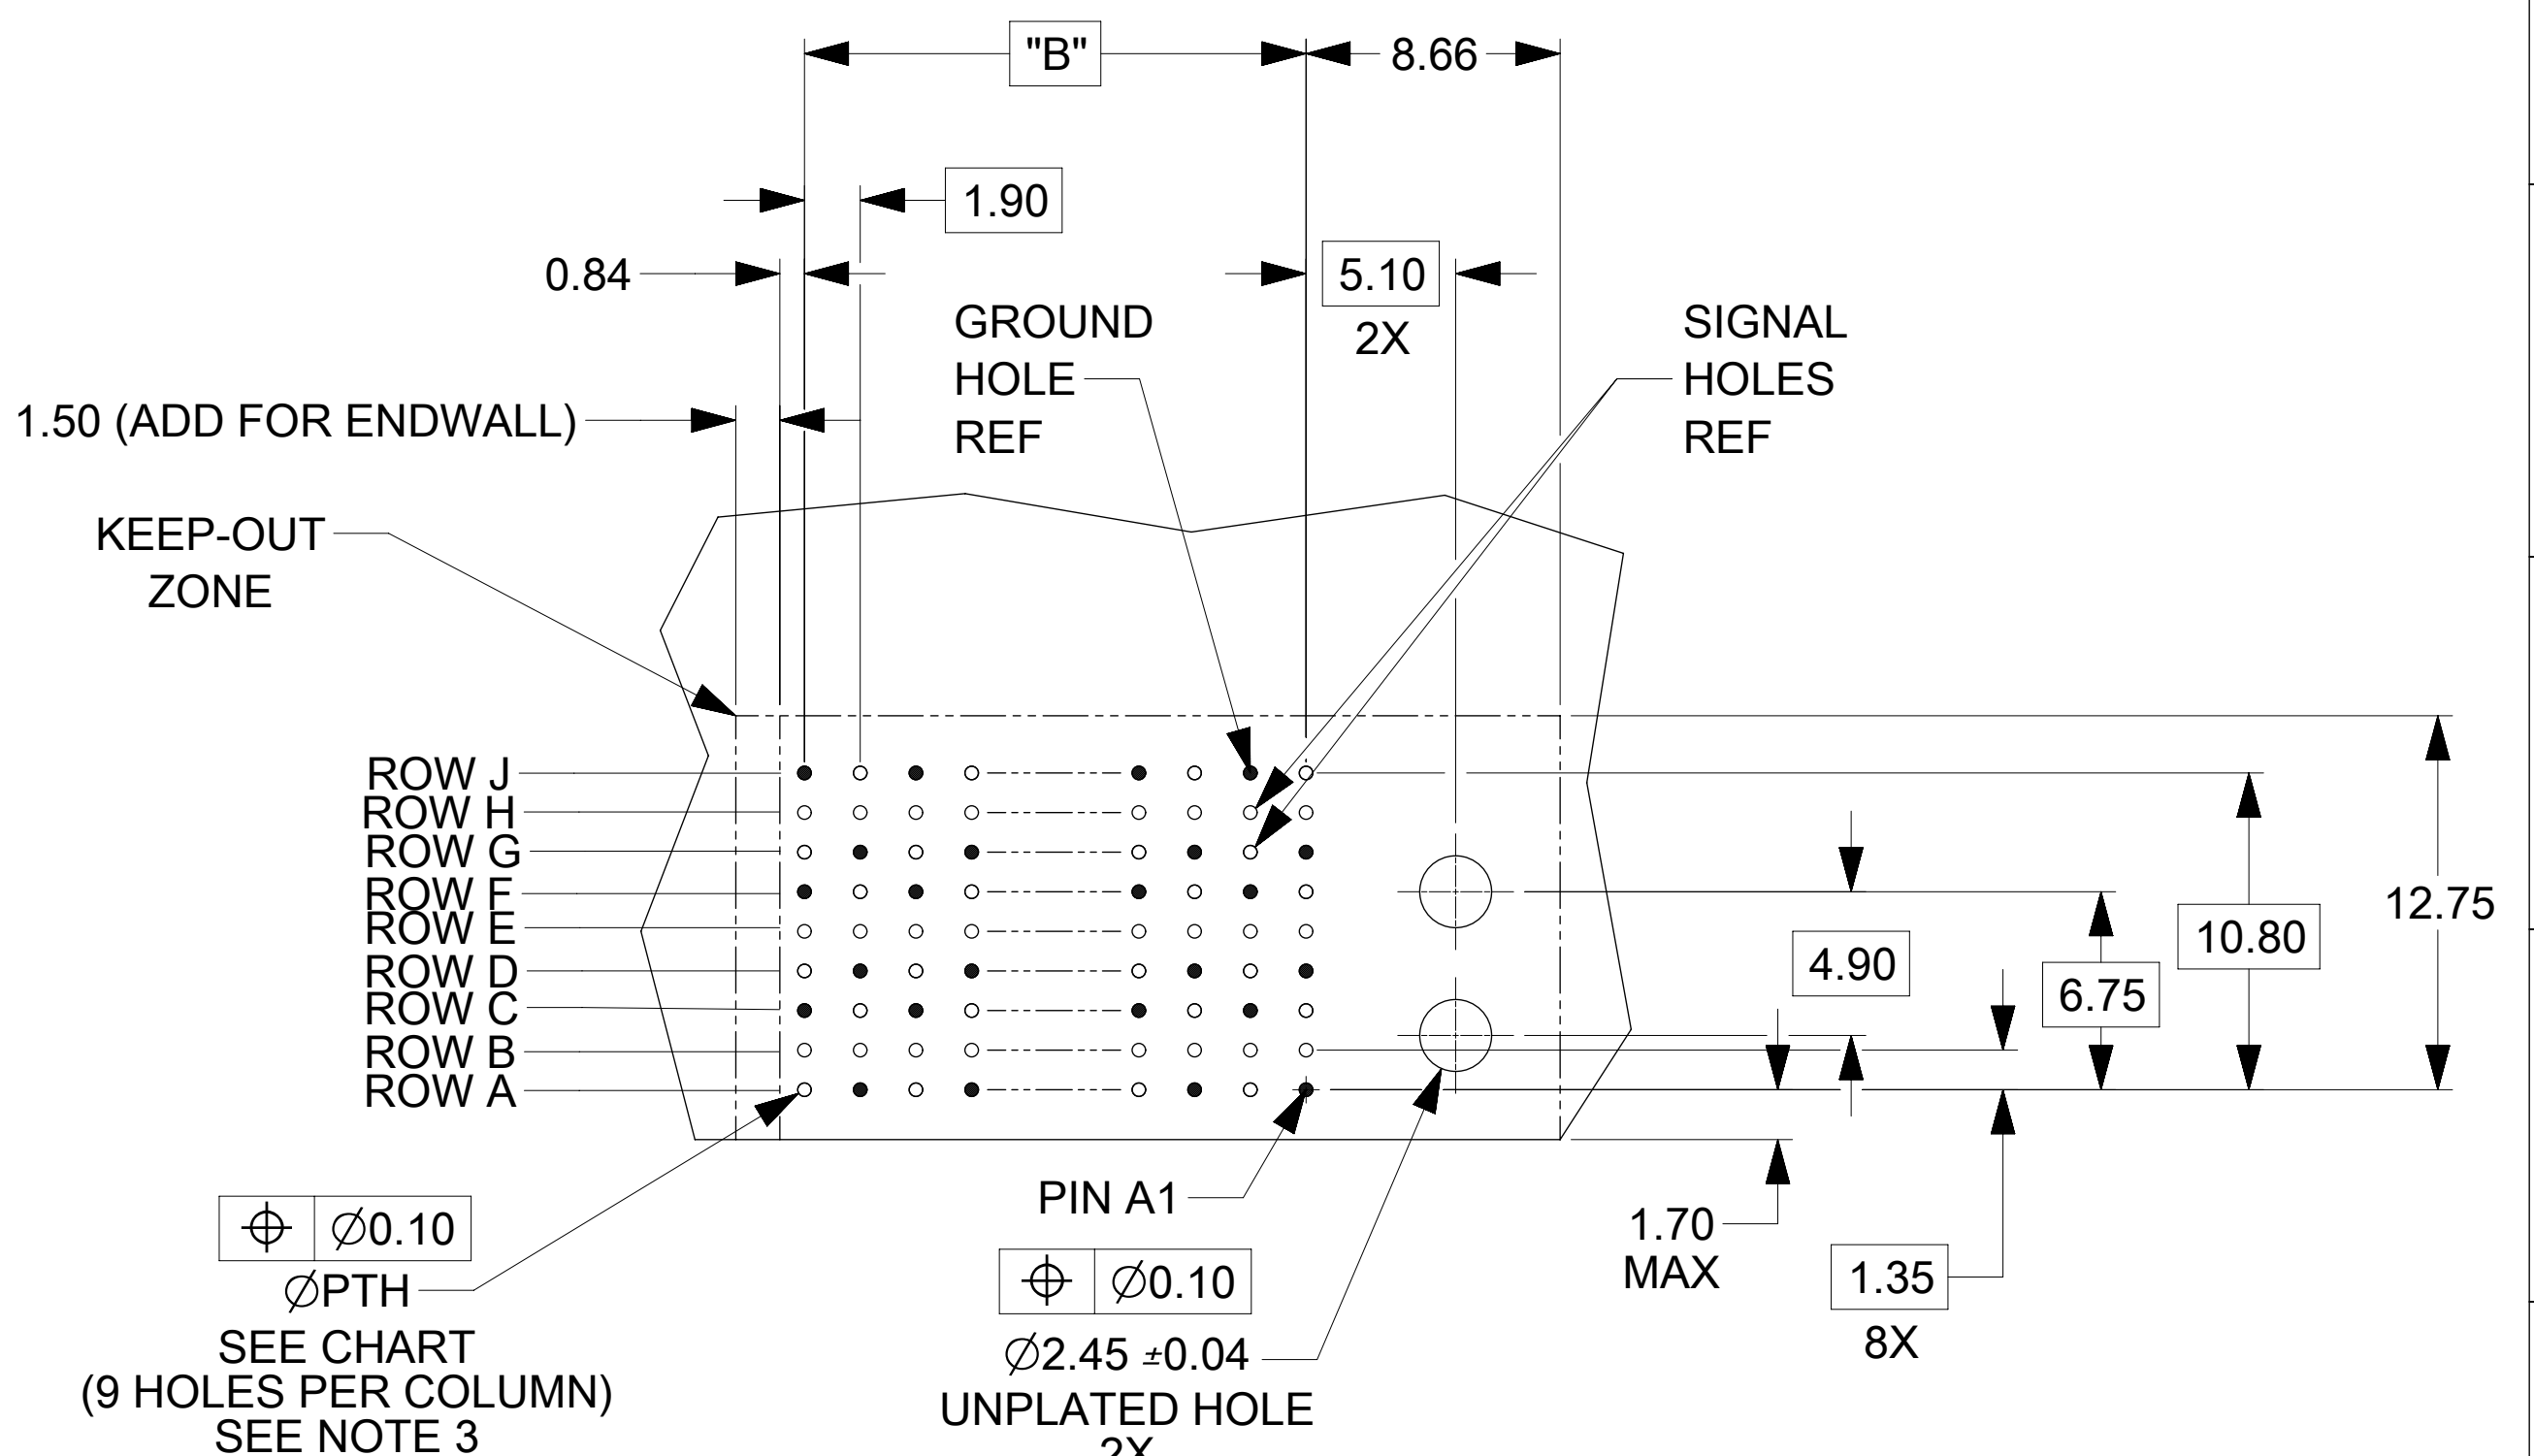 "B"
8.66
1.90
0.84
5.10
2X
GROUND
HOLE
REF
SIGNAL
HOLES
REF
1.50 (ADD FOR ENDWALL)
KEEP-OUT
ZONE
ROW J
ROW H
ROW G
ROW F
ROW E
ROW D
ROW C
ROW B
ROW A
12.75
10.80
4.90
6.75
PIN A1
1.70
MAX
1.35
8X
⌖ ∅0.10
∅PTH
SEE CHART
(9 HOLES PER COLUMN)
SEE NOTE 3
⌖ ∅0.10
∅2.45 ±0.04
UNPLATED HOLE
2X